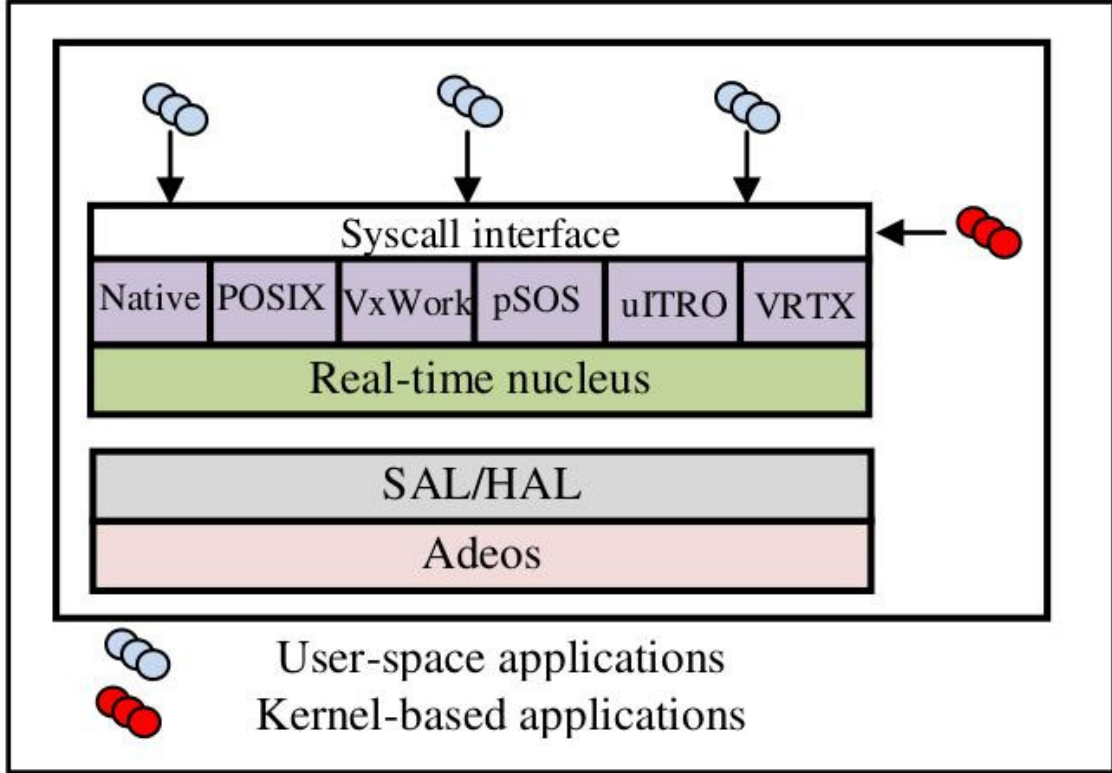 Syscall interface
Native POSIX VxWork pSOS uITRO VRTX
Real-time nucleus
SAL/HAL
Adeos
User-space applications
Kernel-based applications